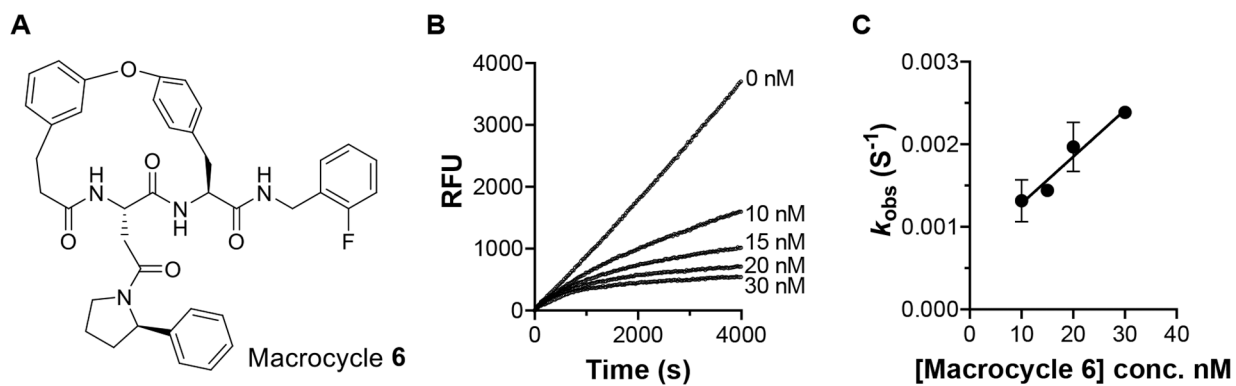 A
O
O
H
N
O
N
H
H
N
O
O
F
O
N
Macrocycle 6
B
4000
3000
2000
1000
0
RFU
0 nM
10 nM
15 nM
20 nM
30 nM
0
2000
4000
Time (s)
C
0.003
0.002
0.001
0.000
kobs (S-1)
0
10
20
30
40
[Macrocycle 6] conc. nM